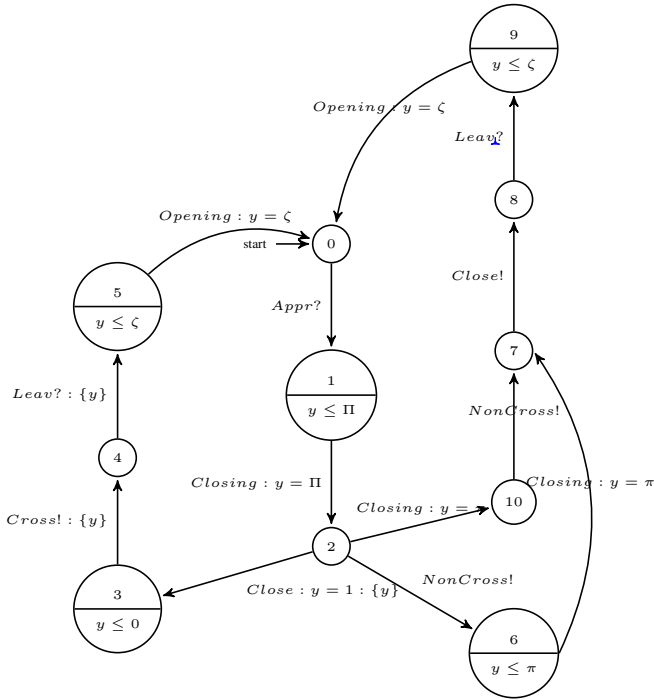 9
y ≤ ζ
Opening : y = ζ
Leav?
8
Opening : y = ζ
start
0
Close!
5
y ≤ ζ
Appr?
7
1
y ≤ Π
Leav? : {y}
NonCross!
4
Closing : y = Π
Closing : y = π
Closing : y =
10
Cross! : {y}
2
NonCross!
Close : y = 1 : {y}
3
y ≤ 0
6
y ≤ π